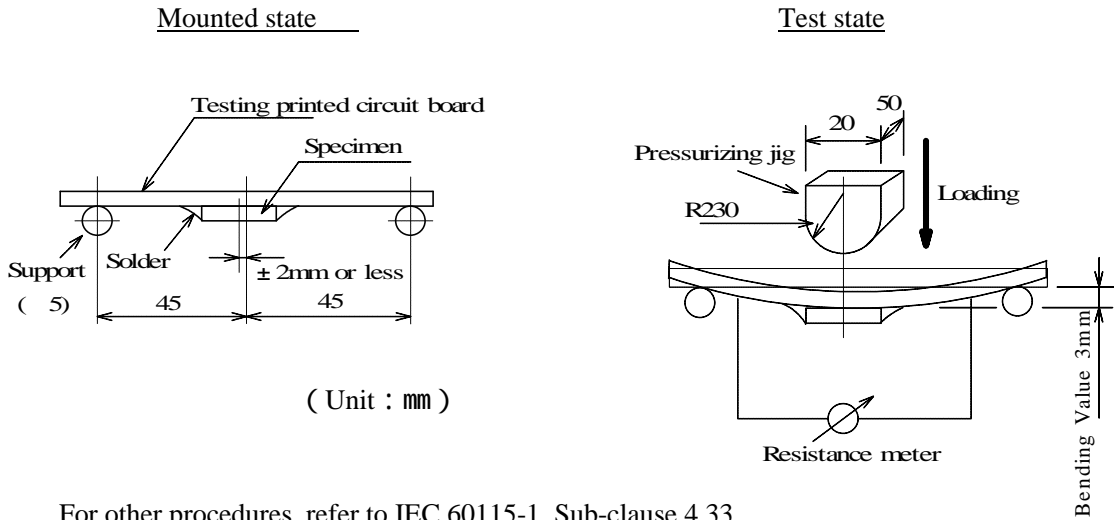 Mounted state
Test state
Testing printed circuit board
Specimen
Support
( 5)
Solder
± 2mm or less
45
45
( Unit : mm )
50
20
Pressurizing jig
Loading
R230
Bending Value 3mm
Resistance meter
For other procedures, refer to IEC 60115-1, Sub-clause 4.33